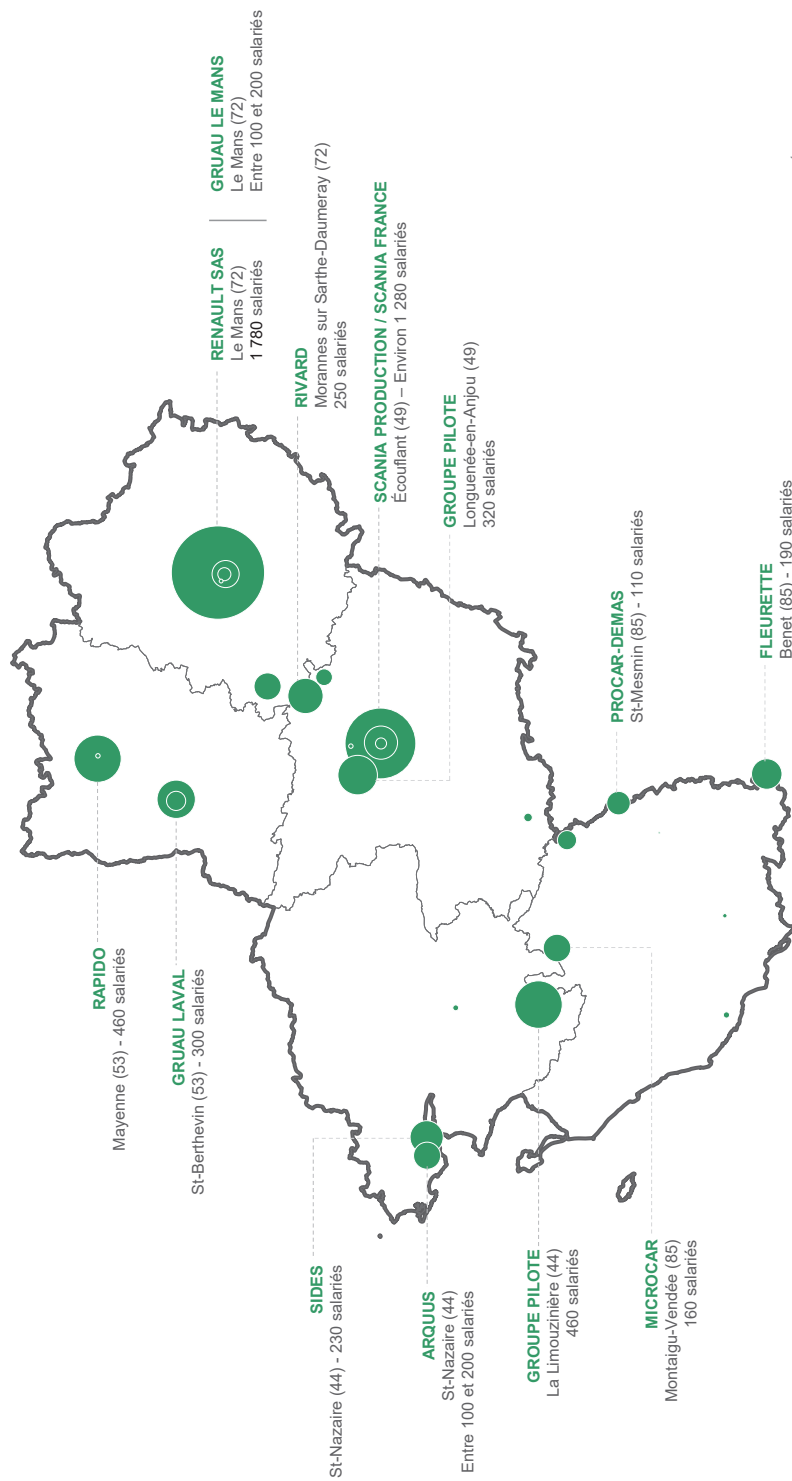 RAPIDO
Mayenne (53) - 460 salariés
GRUAU LAVAL
St-Berthevin (53) - 300 salariés
SIDES
St-Nazaire (44) - 230 salariés
ARQUUS
St-Nazaire (44)
Entre 100 et 200 salariés
GROUPE PILOTE
La Limouzinière (44)
460 salariés
MICROCAR
Montaigu-Vendée (85)
160 salariés
RENAULT SAS
Le Mans (72)
1 780 salariés
GRUAU LE MANS
Le Mans (72)
Entre 100 et 200 salariés
RIVARD
Morannes sur Sarthe-Daumeray (72)
250 salariés
SCANIA PRODUCTION / SCANIA FRANCE
Écouflant (49) – Environ 1 280 salariés
GROUPE PILOTE
Longuenée-en-Anjou (49)
320 salariés
PROCAR-DEMAS
St-Mesmin (85) - 110 salariés
FLEURETTE
Benet (85) - 190 salariés